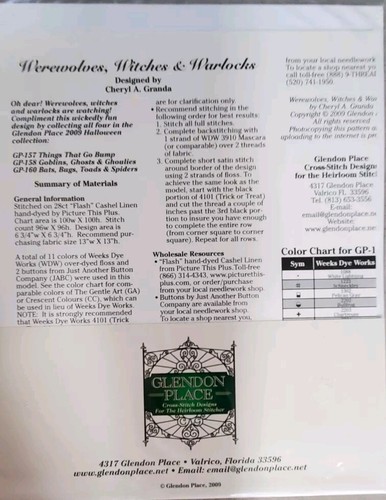 Werewolves, Witches & Warlocks
Designed by
Cheryl A. Granda
Oh dear! Werewolves, witches
and warlocks are watching!
Compliment this wickedly fun
design by collecting all four in the
Glendon Place 2009 Halloween
collection:
GP-157 Things That Go Bump
GP-158 Goblins, Ghosts & Ghoulies
GP-160 Bats, Bugs, Toads & Spiders
Summary of Materials
General Information
Stitched on 28ct "Flash" Cashel Linen
hand-dyed by Picture This Plus.
Chart area is 100w X 100h. Stitch
count 96w X 96h. Design area is
6 3/4"w X 6 3/4"h. Recommend pur-
chasing fabric size 13"w X 13"h.
A total of 11 colors of Weeks Dye
Works (WDW) over-dyed floss and
2 buttons from Just Another Button
Company (JABC) were used in this
model. See the color chart for com-
parable colors of The Gentle Art (GA)
or Crescent Colours (CC), which can
be used in lieu of Weeks Dye Works.
NOTE: It is strongly recommended
that Weeks Dye Works 4101 (Trick
are for clarification only.
• Recommend stitching in the
following order for best results:
1. Stitch all full stitches.
2. Complete backstitching with
1 strand of WDW 3910 Mascara
(or comparable) over 2 threads
of fabric.
3. Complete short satin stitch
around border of the design
using 2 strands of floss. To
achieve the same look as the
model, start with the black
portion of 4101 (Trick or Treat)
and cut the thread a couple of
inches past the 3rd black por-
tion to insure you have enough
to complete the entire row
(from corner square to corner
square). Repeat for all rows.
Wholesale Resources
• "Flash" hand-dyed Cashel Linen
from Picture This Plus. Toll-free
(866) 314-4343, www.picturethis-
plus.com, or order/purchase
from your local needlework shop.
• Buttons by Just Another Button
Company are available from
your local needlework shop.
To locate a shop nearest you,
from your local needlework
To locate a shop nearest yo
call toll-free (888) 9-THREAD
(520) 741-1950.
Werewolves, Witches & War
by Cheryl A. Granda
Copyright © 2009 Glendon
All rights reserved
Photocopying this pattern a
uploading to the internet is pr
Glendon Place
Cross-Stitch Designs
for the Heirloom Stitch
4317 Glendon Place
Valrico FL 33596
Tel. (813) 655-3556
E-mail:
email@glendonplace.ne
Website:
www.glendonplace.net
Color Chart for GP-1
Sym Weeks Dye Works
GLENDON
PLACE
Cross-Stitch Designs
For The Heirloom Stitcher
4317 Glendon Place • Valrico, Florida 33596
www.glendonplace.net • Email: email@glendonplace.net
© Glendon Place, 2009